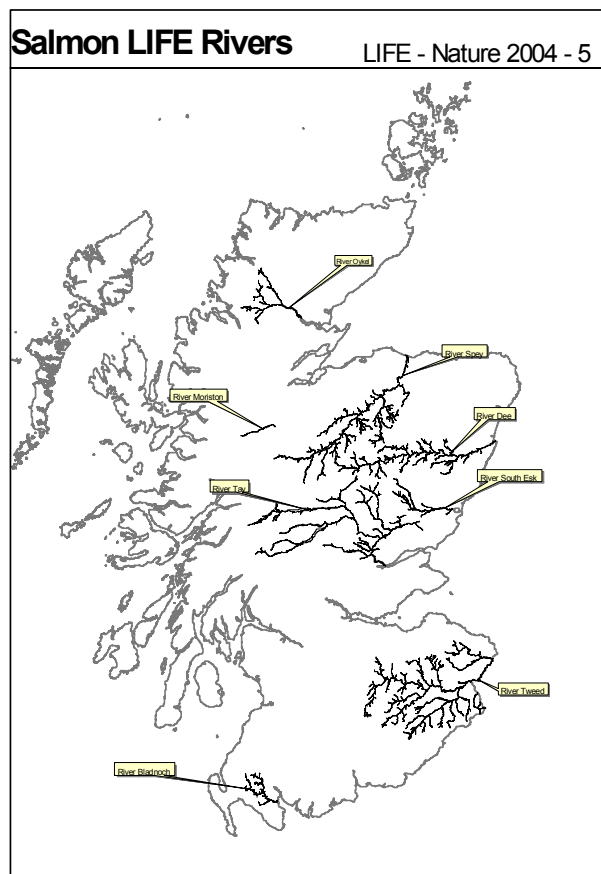 Salmon LIFE Rivers
LIFE - Nature 2004 - 5
River Oykel
River Spey
River Moriston
River Dee
River South Esk
River Tay
River Tweed
River Bladnoch